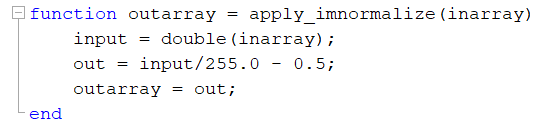 function outarray = apply_imnormalize(inarray)
input = double(inarray);
out = input/255.0 - 0.5;
outarray = out;
end